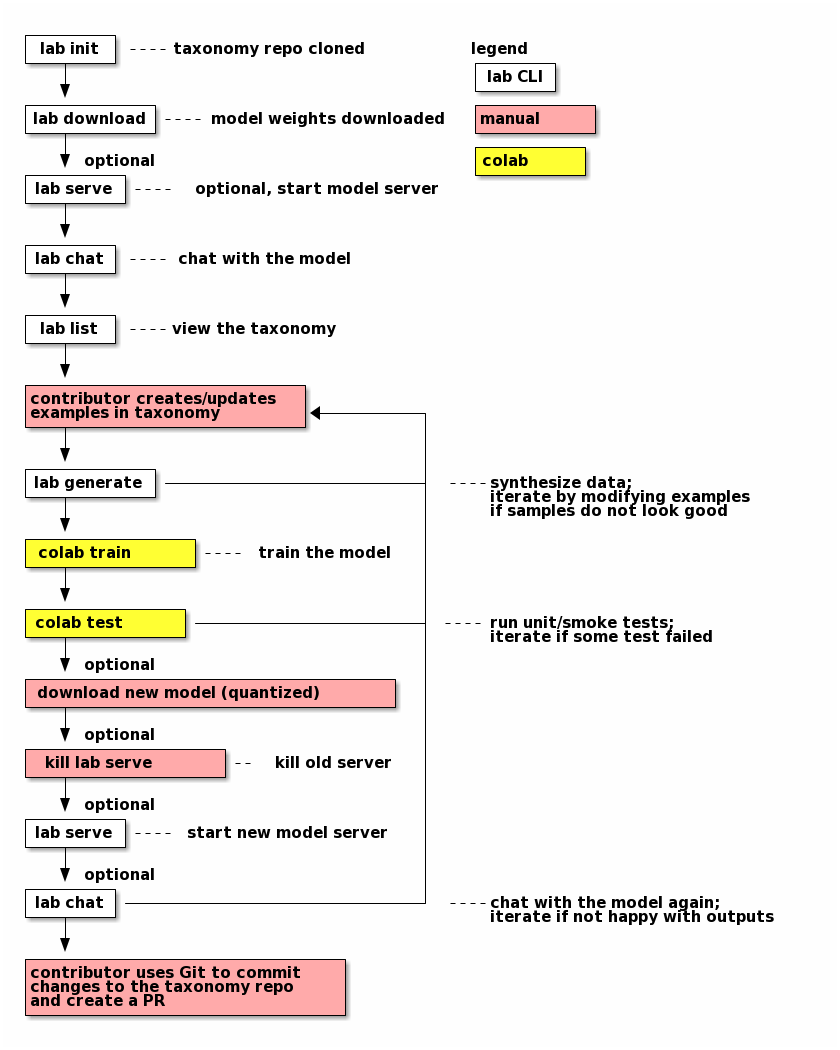 lab init
taxonomy repo cloned
legend
lab CLI
lab download
model weights downloaded
manual
optional
colab
lab serve
optional, start model server
lab chat
chat with the model
lab list
view the taxonomy
contributor creates/updates
examples in taxonomy
lab generate
synthesize data;
iterate by modifying examples
if samples do not look good
colab train
train the model
colab test
run unit/smoke tests;
iterate if some test failed
optional
download new model (quantized)
optional
kill lab serve
kill old server
optional
lab serve
start new model server
optional
lab chat
chat with the model again;
iterate if not happy with outputs
contributor uses Git to commit
changes to the taxonomy repo
and create a PR